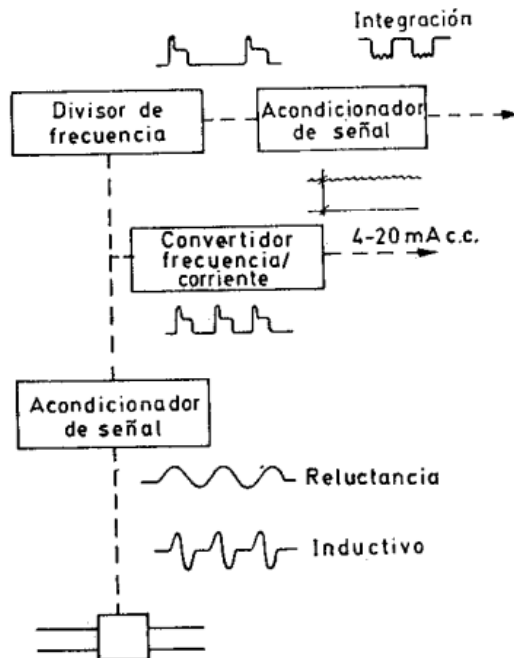 Integración
Divisor de
frecuencia
Acondicionador
de señal
Convertidor
frecuencia/
corriente
4-20 mA c.c.
Acondicionador
de señal
Reluctancia
Inductivo